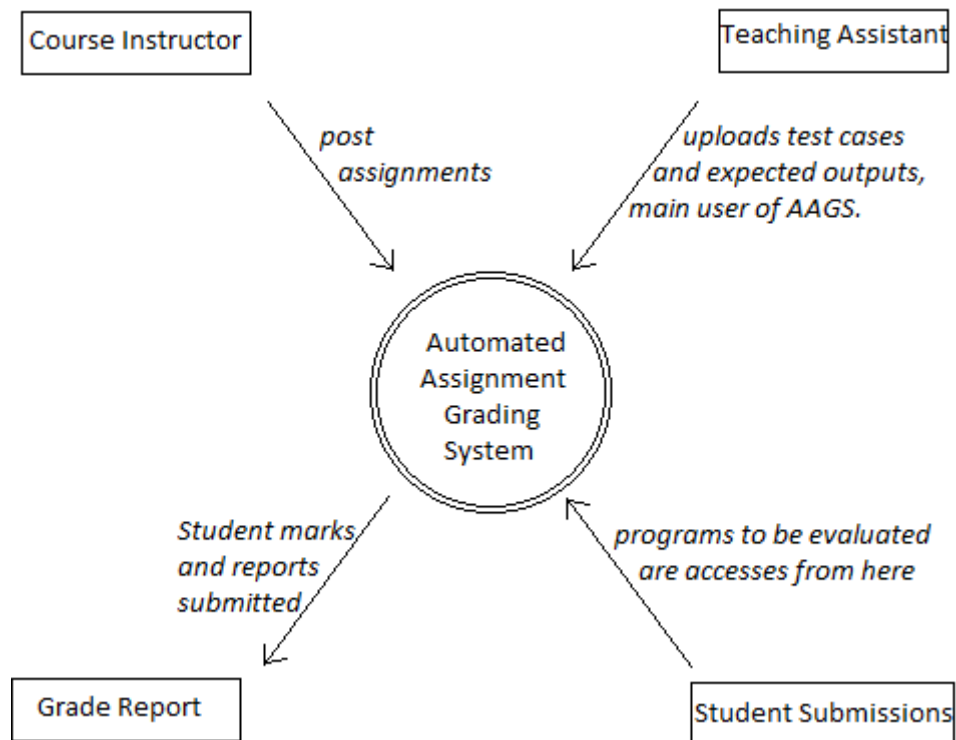 Course Instructor
Teaching Assistant
post
assignments
uploads test cases
and expected outputs,
main user of AAGS.
Automated
Assignment
Grading
System
Student marks
and reports
submitted
programs to be evaluated
are accesses from here
Grade Report
Student Submissions